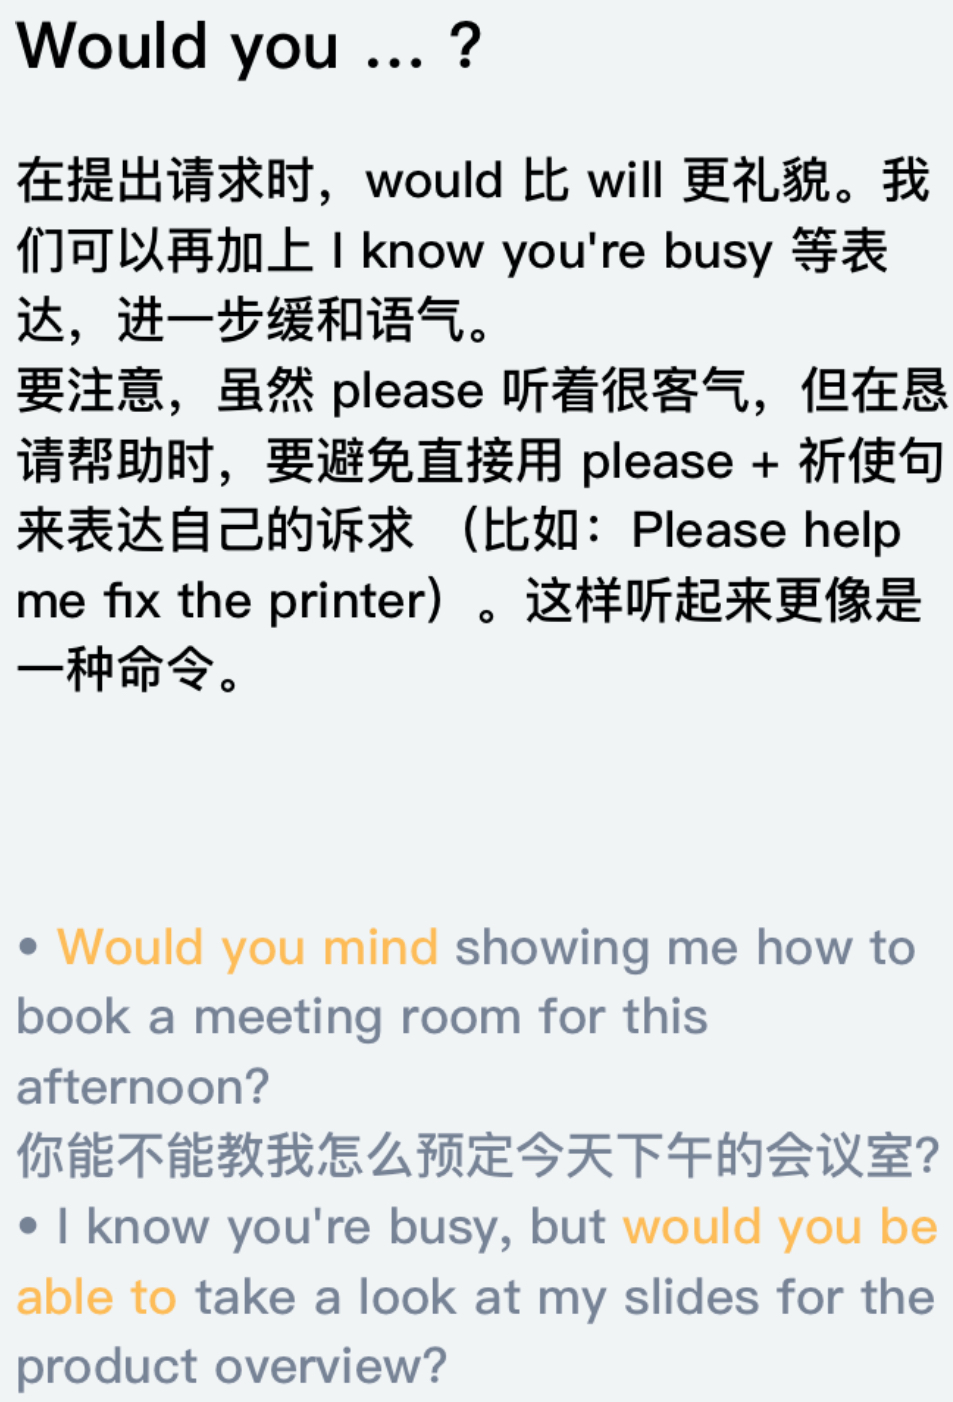 Would you ... ?
在提出请求时，would 比 will 更礼貌。我
们可以再加上 I know you're busy 等表
达，进一步缓和语气。
要注意，虽然 please 听着很客气，但在恳
请帮助时，要避免直接用 please + 祈使句
来表达自己的诉求 （比如：Please help
me fix the printer）。这样听起来更像是
一种命令。
• Would you mind showing me how to
book a meeting room for this
afternoon?
你能不能教我怎么预定今天下午的会议室?
• I know you're busy, but would you be
able to take a look at my slides for the
product overview?